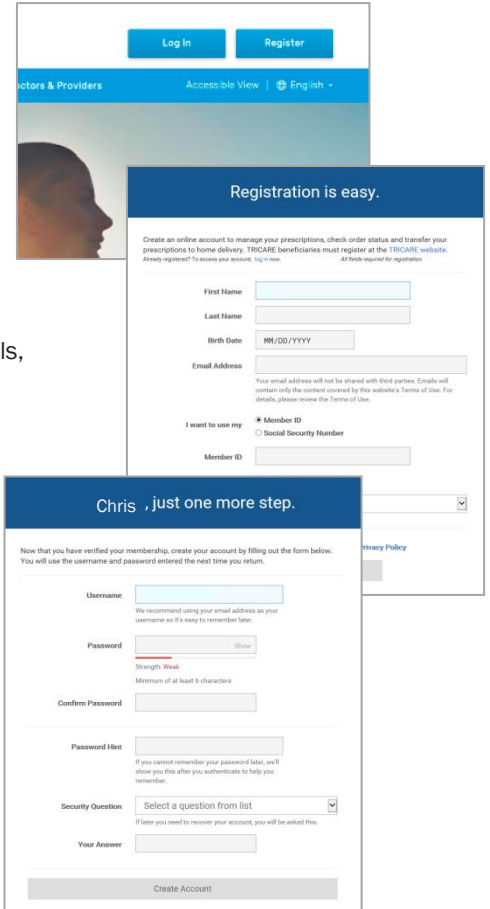 Log In
Register
octors & Providers
Accessible View | English
Registration is easy.
Create an online account to manage your prescriptions, check order status and transfer your
prescriptions to home delivery. TRICARE beneficiaries must register at the TRICARE website.
Already registered? To access your account, log in now.
All fields required for registration
First Name
Last Name
ls,
Birth Date
MM/DD/YYYY
Email Address
Your email address will not be shared with third parties. Emails will
contain only the content covered by this website's Terms of Use. For
details, please review the Terms of Use.
I want to use my
Member ID
Social Security Number
Member ID
rivacy Policy
Chris , just one more step.
Now that you have verified your membership, create your account by filling out the form below.
You will use the username and password entered the next time you return.
Username
We recommend using your email address as your
username so it's easy to remember later.
Password
Show
Strength: Weak
Minimum of at least 6 characters
Confirm Password
Password Hint
If you cannot remember your password later, we'll
show you this after you authenticate to help you
remember.
Security Question
Select a question from list
If later you need to recover your account, you will be asked this.
Your Answer
Create Account